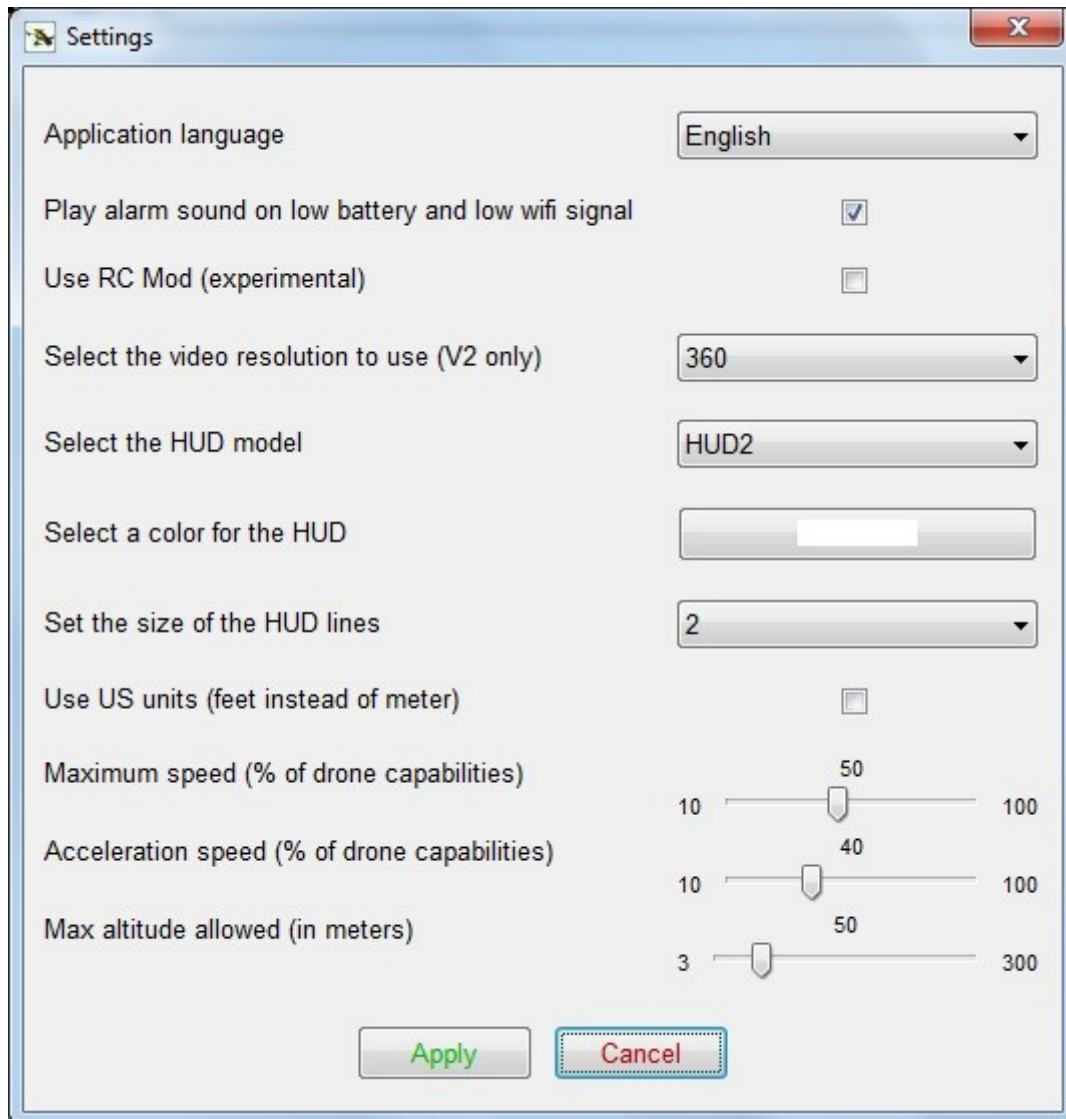 Settings
Application language English
Play alarm sound on low battery and low wifi signal
Use RC Mod (experimental)
Select the video resolution to use (V2 only) 360
Select the HUD model HUD2
Select a color for the HUD
Set the size of the HUD lines 2
Use US units (feet instead of meter)
Maximum speed (% of drone capabilities) 50
10 100
Acceleration speed (% of drone capabilities) 40
10 100
Max altitude allowed (in meters) 50
3 300
Apply Cancel